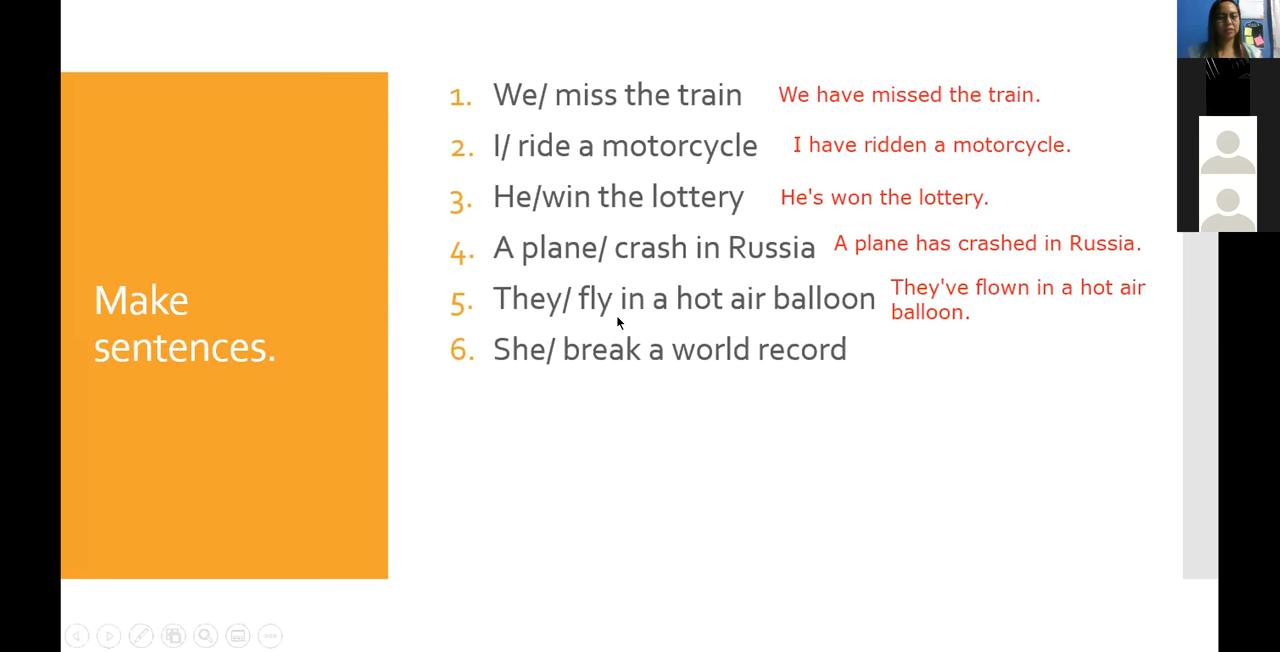 Make
sentences.
1. We/ miss the train We have missed the train.
2. I/ ride a motorcycle I have ridden a motorcycle.
3. He/win the lottery He's won the lottery.
4. A plane/ crash in Russia A plane has crashed in Russia.
5. They/ fly in a hot air balloon They've flown in a hot air
balloon.
6. She/ break a world record